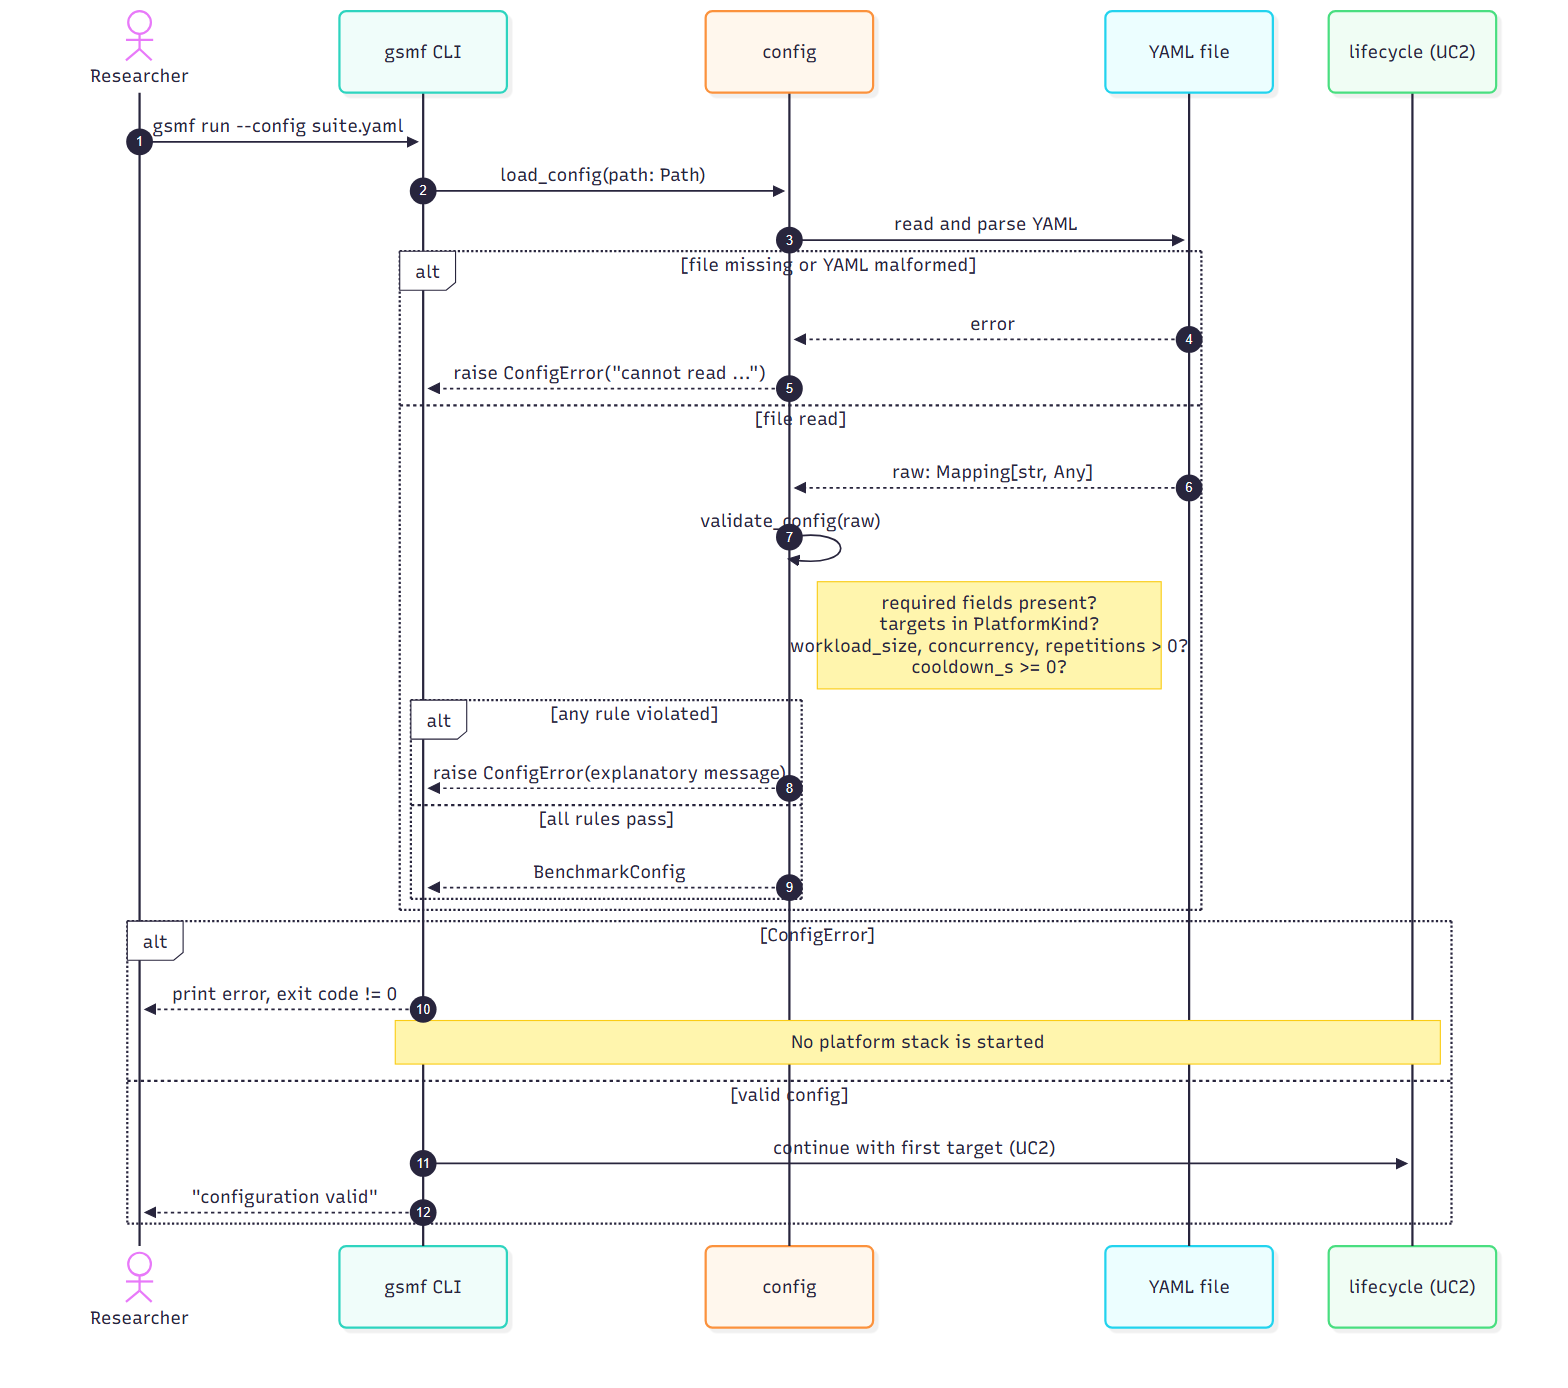 Researcher
gsmf CLI
config
YAML file
lifecycle (UC2)
gsmf run --config suite.yaml
1
load_config(path: Path)
2
read and parse YAML
3
alt
[file missing or YAML malformed]
error
4
raise ConfigError("cannot read ...")
5
[file read]
raw: Mapping[str, Any]
6
validate_config(raw)
7
required fields present?
targets in PlatformKind?
workload_size, concurrency, repetitions > 0?
cooldown_s >= 0?
alt
[any rule violated]
raise ConfigError(explanatory message)
8
[all rules pass]
BenchmarkConfig
9
alt
[ConfigError]
print error, exit code != 0
10
No platform stack is started
[valid config]
continue with first target (UC2)
11
"configuration valid"
12
Researcher
gsmf CLI
config
YAML file
lifecycle (UC2)